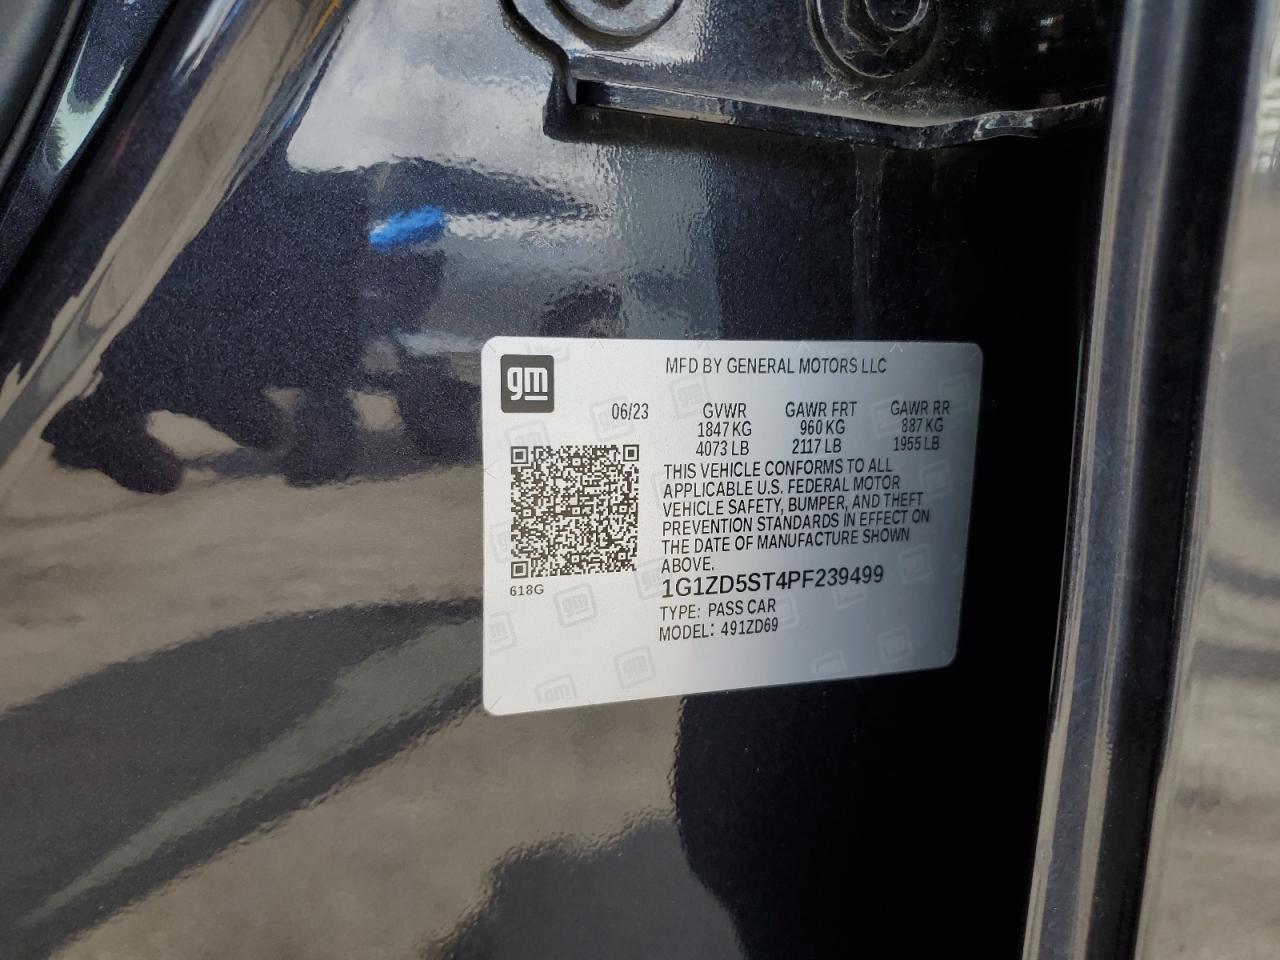 gm
MFD BY GENERAL MOTORS LLC
06/23 GVWR GAWR FRT GAWR RR
1847 KG 960 KG 887 KG
4073 LB 2117 LB 1955 LB
THIS VEHICLE CONFORMS TO ALL
APPLICABLE U.S. FEDERAL MOTOR
VEHICLE SAFETY, BUMPER, AND THEFT
PREVENTION STANDARDS IN EFFECT ON
THE DATE OF MANUFACTURE SHOWN
ABOVE.
618G
1G1ZD5ST4PF239499
TYPE: PASS CAR
MODEL: 491ZD69